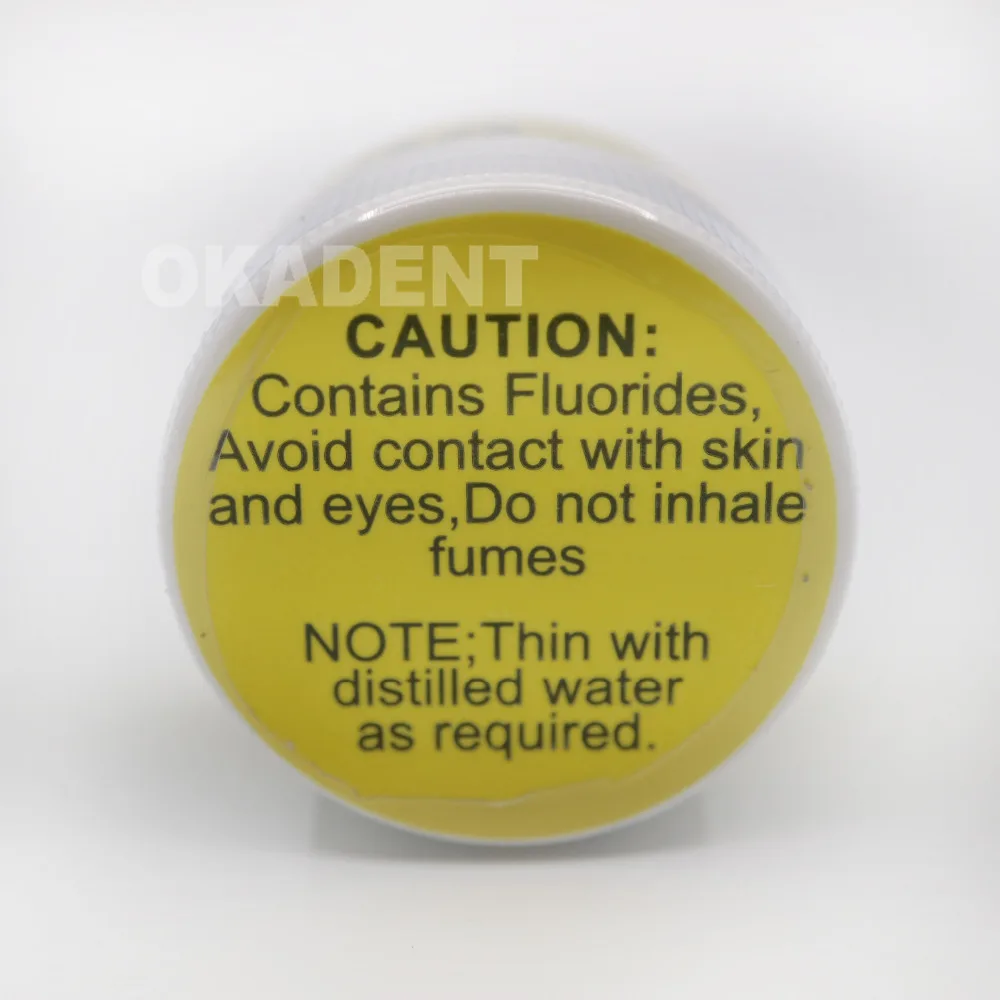 OKADENT
CAUTION:
Contains Fluorides,
Avoid contact with skin
and eyes,Do not inhale
fumes
NOTE;Thin with
distilled water
as required.